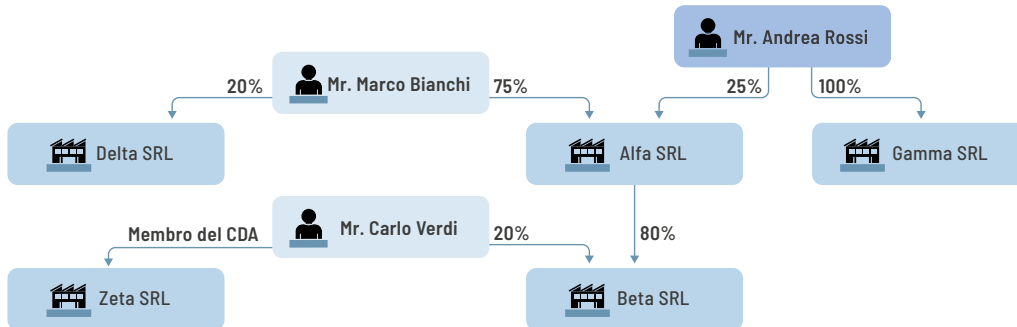 Mr. Andrea Rossi
20%
Mr. Marco Bianchi
75%
25%
100%
Delta SRL
Alfa SRL
Gamma SRL
Membro del CDA
Mr. Carlo Verdi
20%
80%
Zeta SRL
Beta SRL